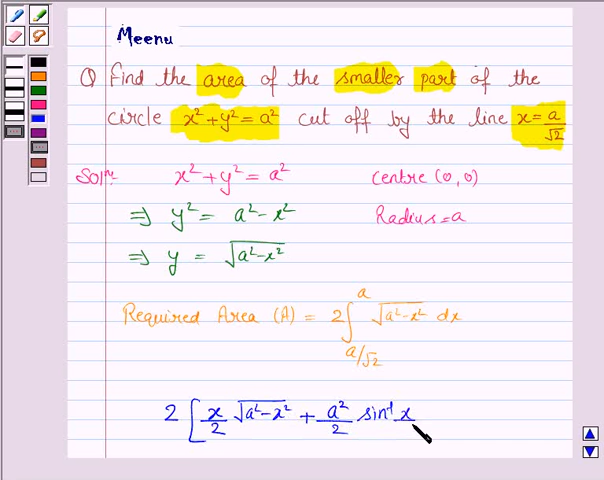 Meenu
Q Find the area of the smaller part of the
circle x² + y² = a² cut off by the line x = a/√2
Solⁿ. x² + y² = a² Centre (0, 0)
⇒ y² = a² - x² Radius = a
⇒ y = √(a² - x²)
Required Area (A) = 2 ∫_{a/√2}^{a} √(a² - x²) dx
2 [ x/2 √(a² - x²) + a²/2 sin⁻¹ x